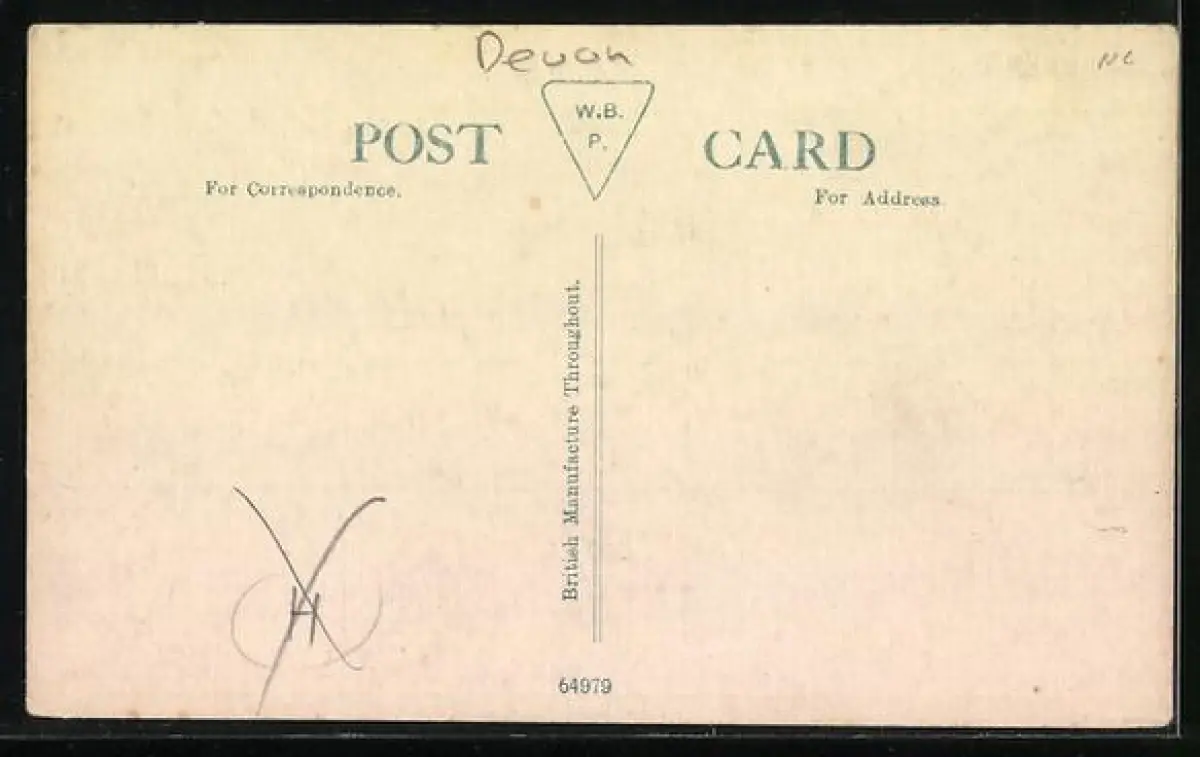 Devon
NC
W.B.
P.
POST CARD
For Correspondence.
For Address
British Manufacture Throughout.
H
64979